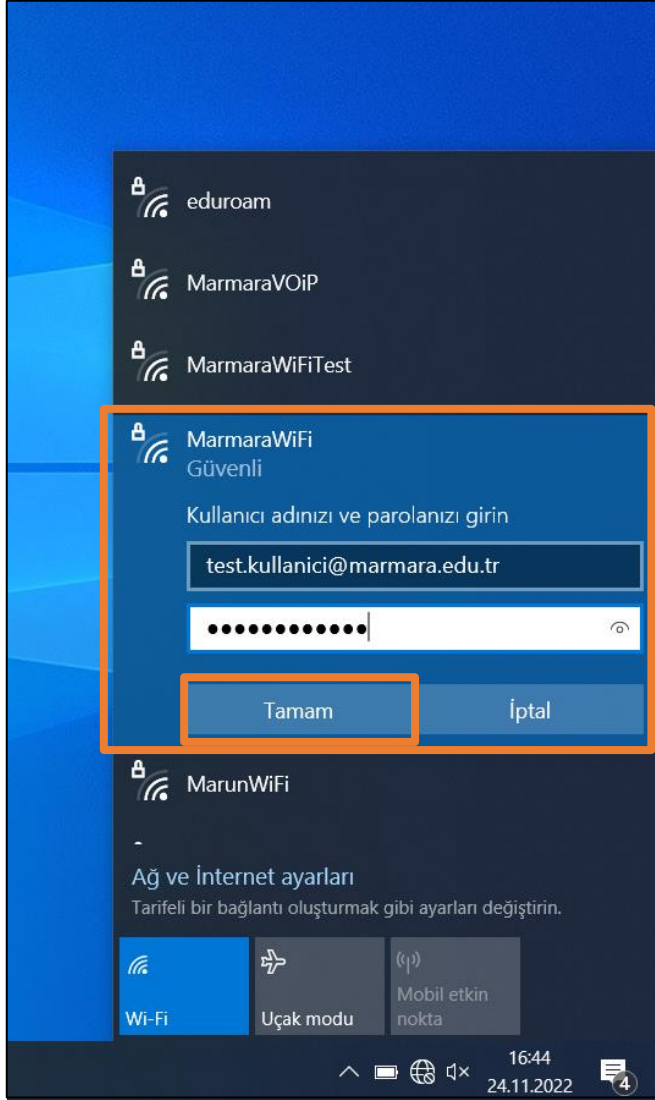 eduroam
MarmaraVOiP
MarmaraWiFiTest
MarmaraWiFi
Güvenli
Kullanıcı adınızı ve parolanızı girin
test.kullanici@marmara.edu.tr
••••••••••••
Tamam
İptal
MarunWiFi
Ağ ve İnternet ayarları
Tarifeli bir bağlantı oluşturmak gibi ayarları değiştirin.
Wi-Fi
Uçak modu
Mobil etkin
nokta
16:44
24.11.2022
4